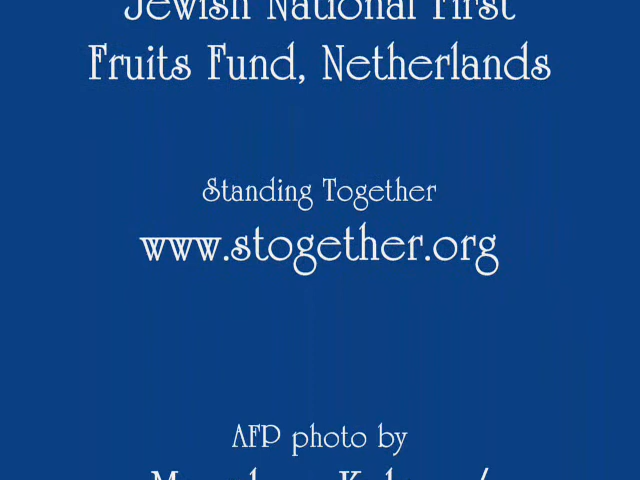 Jewish National First
Fruits Fund, Netherlands
Standing Together
www.stogether.org
AFP photo by